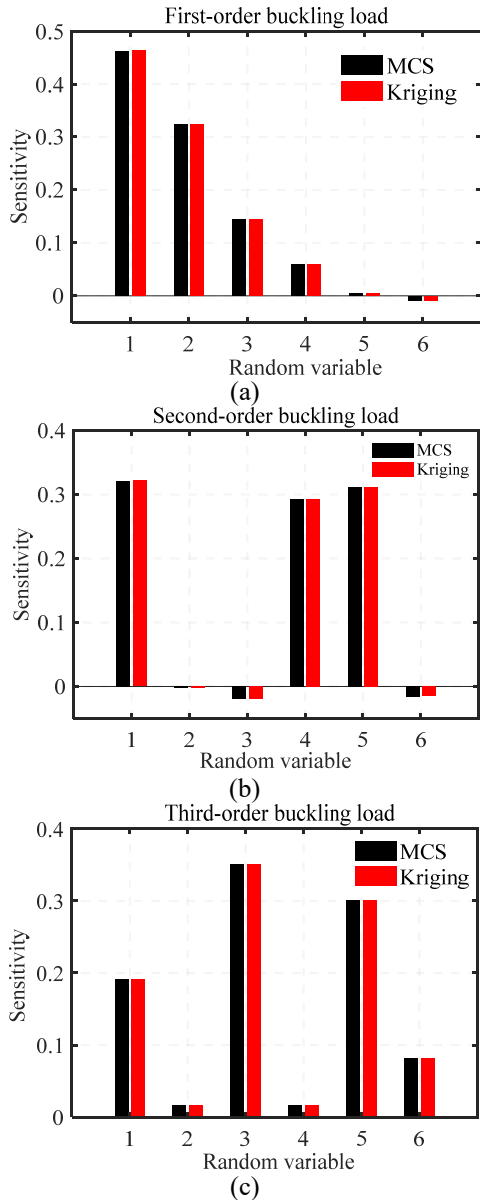 First-order buckling load
0.5
0.4
0.3
0.2
0.1
0
Sensitivity
MCS
Kriging
1 2 3 4 5 6
Random variable
(a)
Second-order buckling load
0.4
0.3
0.2
0.1
0
Sensitivity
MCS
Kriging
1 2 3 4 5 6
Random variable
(b)
Third-order buckling load
0.4
0.3
0.2
0.1
0
Sensitivity
MCS
Kriging
1 2 3 4 5 6
Random variable
(c)